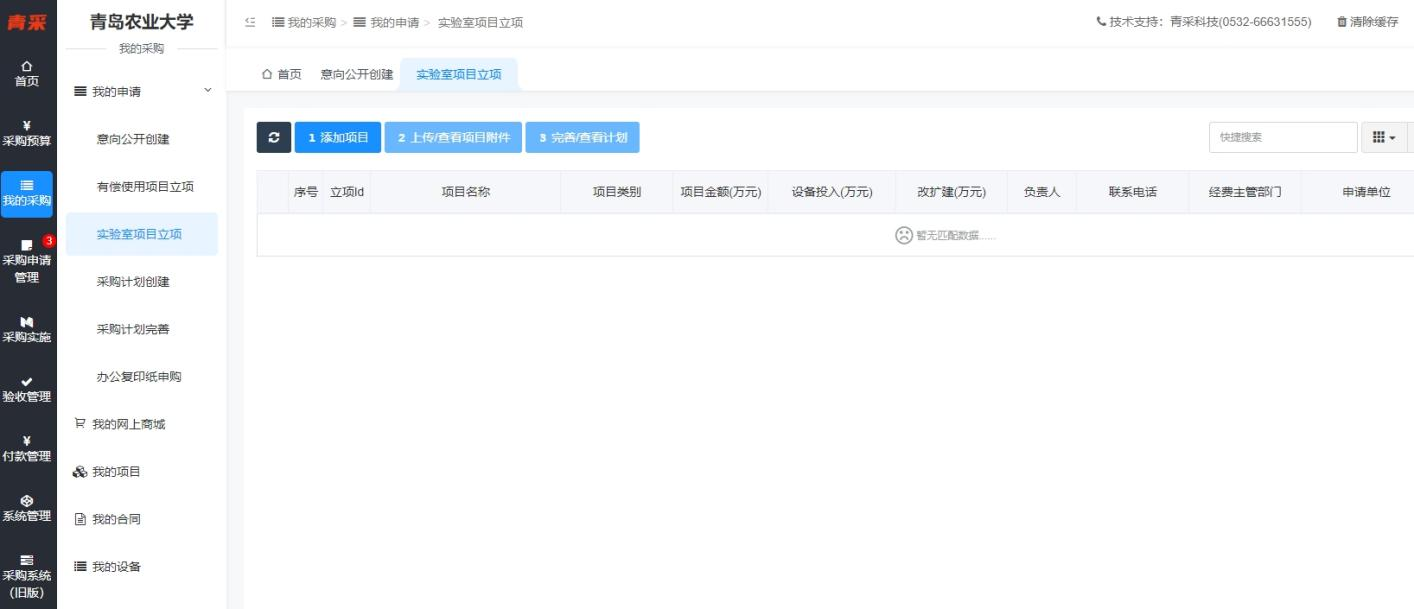 青采
首页
¥
采购预算
我的采购
3
采购申请
管理
采购实施
验收管理
¥
付款管理
系统管理
采购系统
（旧版）
青岛农业大学
我的采购
我的申请
意向公开创建
有偿使用项目立项
实验室项目立项
采购计划创建
采购计划完善
办公复印纸申购
我的网上商城
我的项目
我的合同
我的设备
我的采购 > 我的申请 > 实验室项目立项
技术支持：青采科技(0532-66631555) 清除缓存
首页 意向公开创建 实验室项目立项
1 添加项目 2 上传/查看项目附件 3 完善/查看计划 快捷搜索
序号 立项Id 项目名称 项目类别 项目金额(万元) 设备投入(万元) 改扩建(万元) 负责人 联系电话 经费主管部门 申请单位
暂无匹配数据......